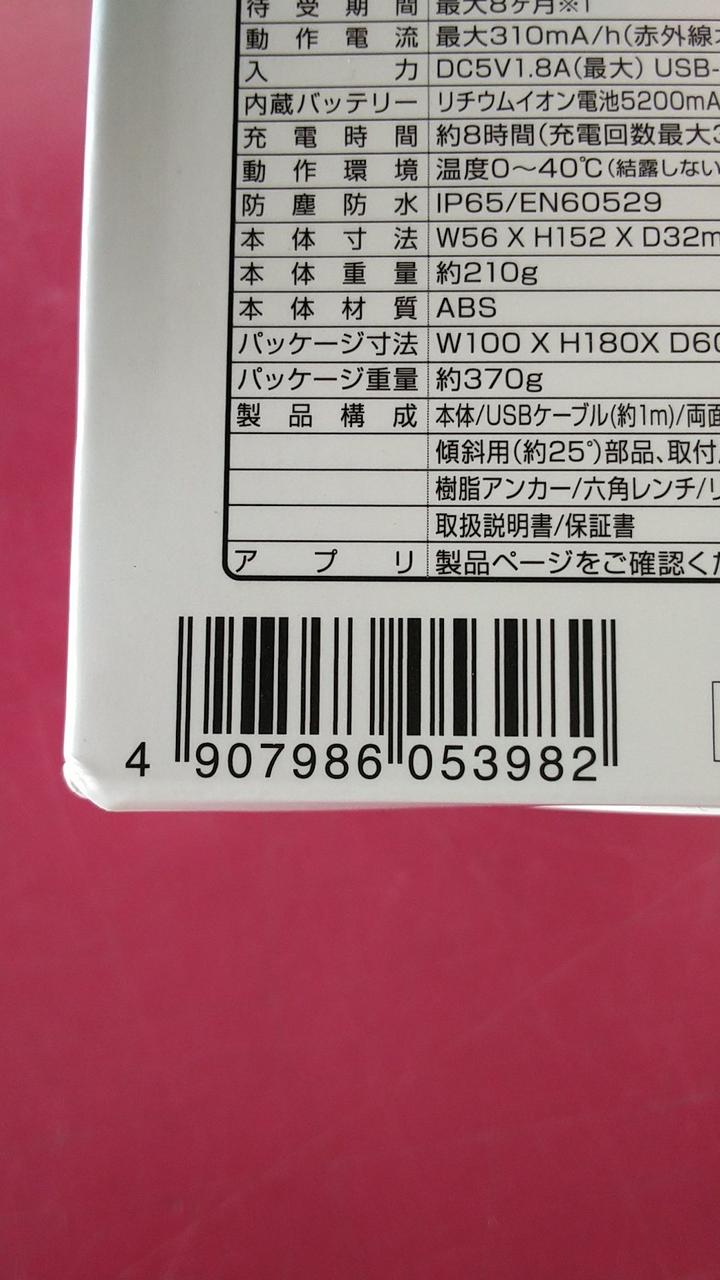 待受期間 最大8ヶ月※1
動作電流 最大310mA/h(赤外線
入力 DC5V1.8A(最大) USB-
内蔵バッテリー リチウムイオン電池5200mA
充電時間 約8時間(充電回数最大
動作環境 温度0〜40℃(結露しない
防塵防水 IP65/EN60529
本体寸法 W56 X H152 X D32m
本体重量 約210g
本体材質 ABS
パッケージ寸法 W100 X H180X D60
パッケージ重量 約370g
製品構成 本体/USBケーブル(約1m)/両面
傾斜用(約25°)部品、取付
樹脂アンカー/六角レンチ/リ
取扱説明書/保証書
アプリ 製品ページをご確認くだ
4 907986 053982